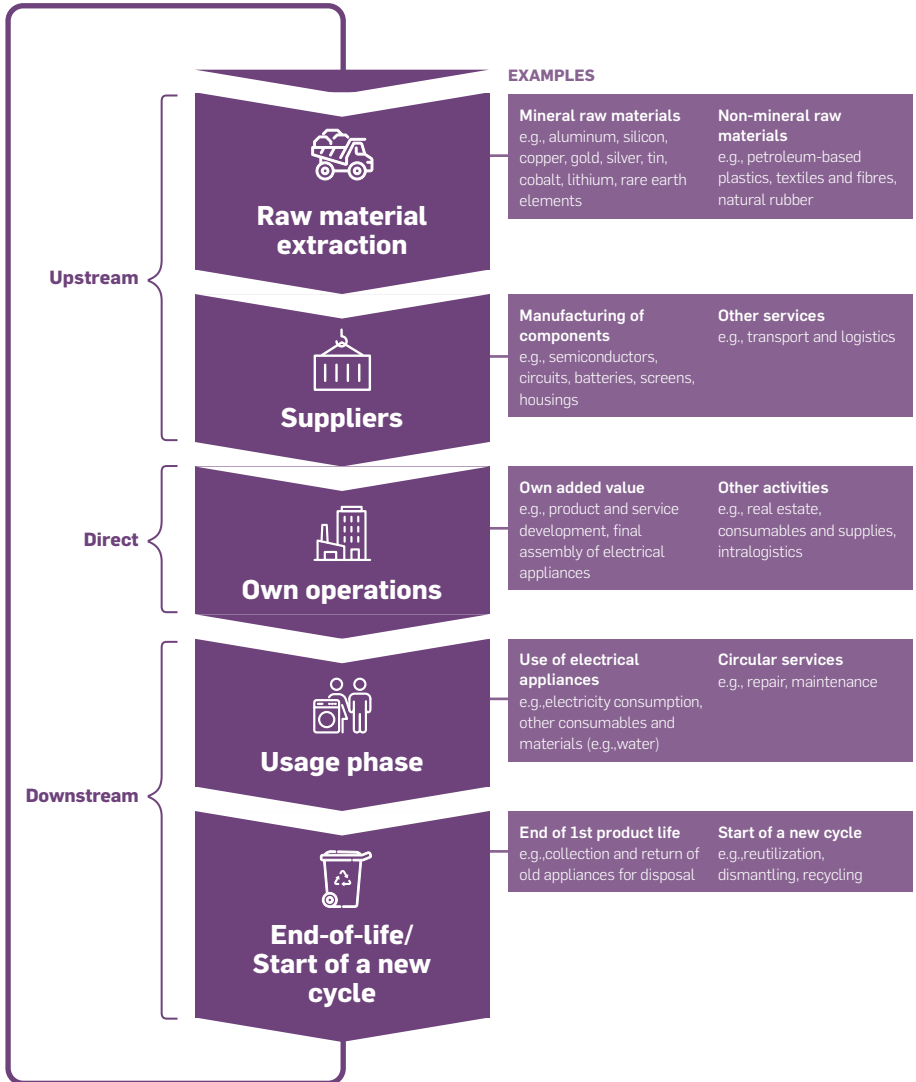 EXAMPLES
Upstream
Raw material
extraction
Mineral raw materials
e.g., aluminum, silicon,
copper, gold, silver, tin,
cobalt, lithium, rare earth
elements
Non-mineral raw
materials
e.g., petroleum-based
plastics, textiles and fibres,
natural rubber
Suppliers
Manufacturing of
components
e.g., semiconductors,
circuits, batteries, screens,
housings
Other services
e.g., transport and logistics
Direct
Own operations
Own added value
e.g., product and service
development, final
assembly of electrical
appliances
Other activities
e.g., real estate,
consumables and supplies,
intralogistics
Downstream
Usage phase
Use of electrical
appliances
e.g.,electricity consumption,
other consumables and
materials (e.g.,water)
Circular services
e.g., repair, maintenance
End-of-life/
Start of a new
cycle
End of 1st product life
e.g.,collection and return of
old appliances for disposal
Start of a new cycle
e.g.,reutilization,
dismantling, recycling